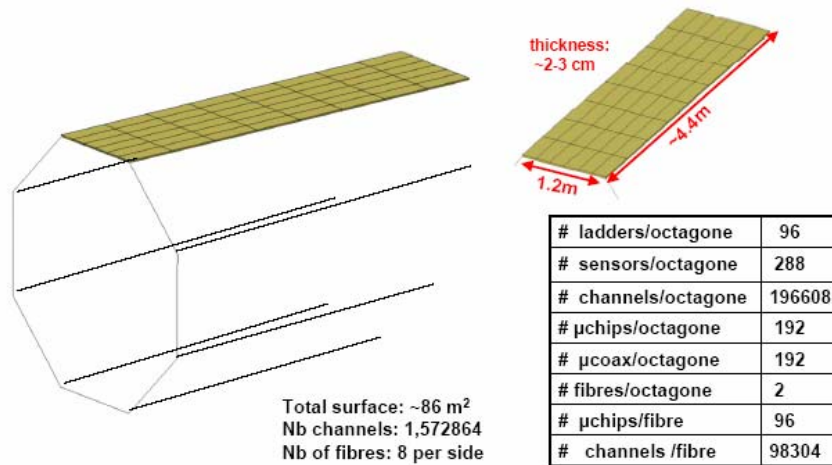 thickness:
~2-3 cm
~4.4m
1.2m
# ladders/octagone 96
# sensors/octagone 288
# channels/octagone 196608
# µchips/octagone 192
# µcoax/octagone 192
# fibres/octagone 2
# µchips/fibre 96
# channels /fibre 98304
Total surface: ~86 m²
Nb channels: 1,572864
Nb of fibres: 8 per side